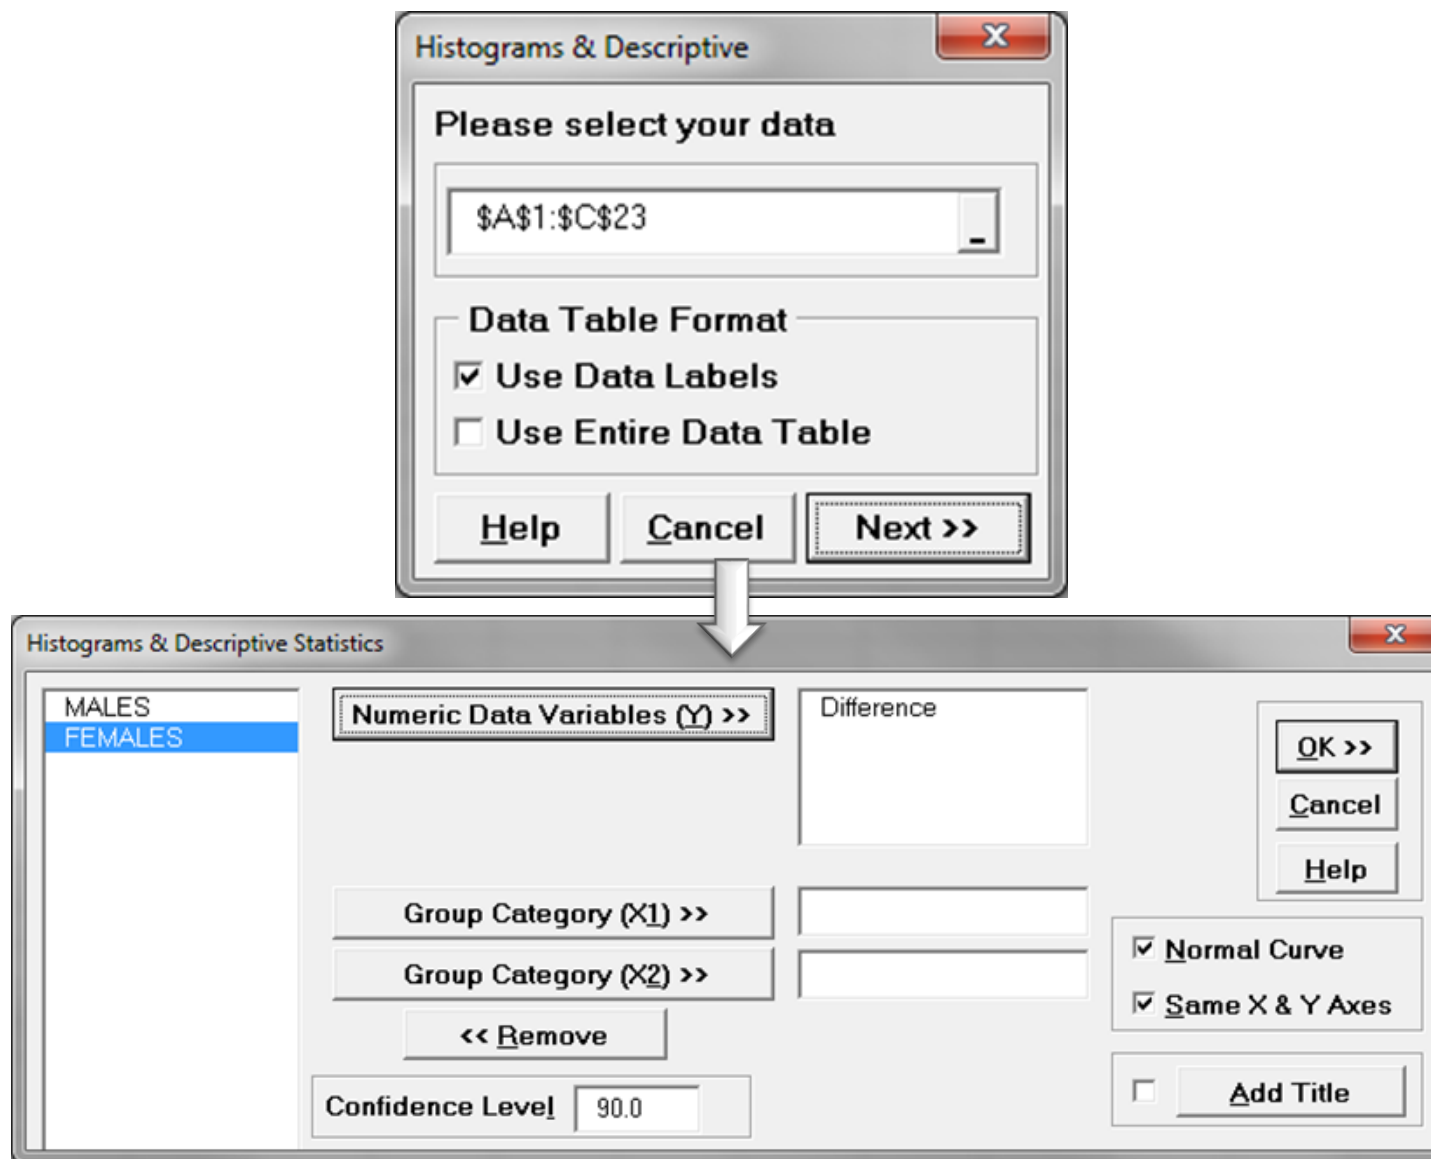 Histograms & Descriptive
Please select your data
$A$1:$C$23
Data Table Format
Use Data Labels
Use Entire Data Table
Help Cancel Next >>
Histograms & Descriptive Statistics
MALES
FEMALES
Numeric Data Variables (Y) >>
Difference
OK >>
Cancel
Help
Group Category (X1) >>
Group Category (X2) >>
<< Remove
Normal Curve
Same X & Y Axes
Confidence Level 90.0
Add Title